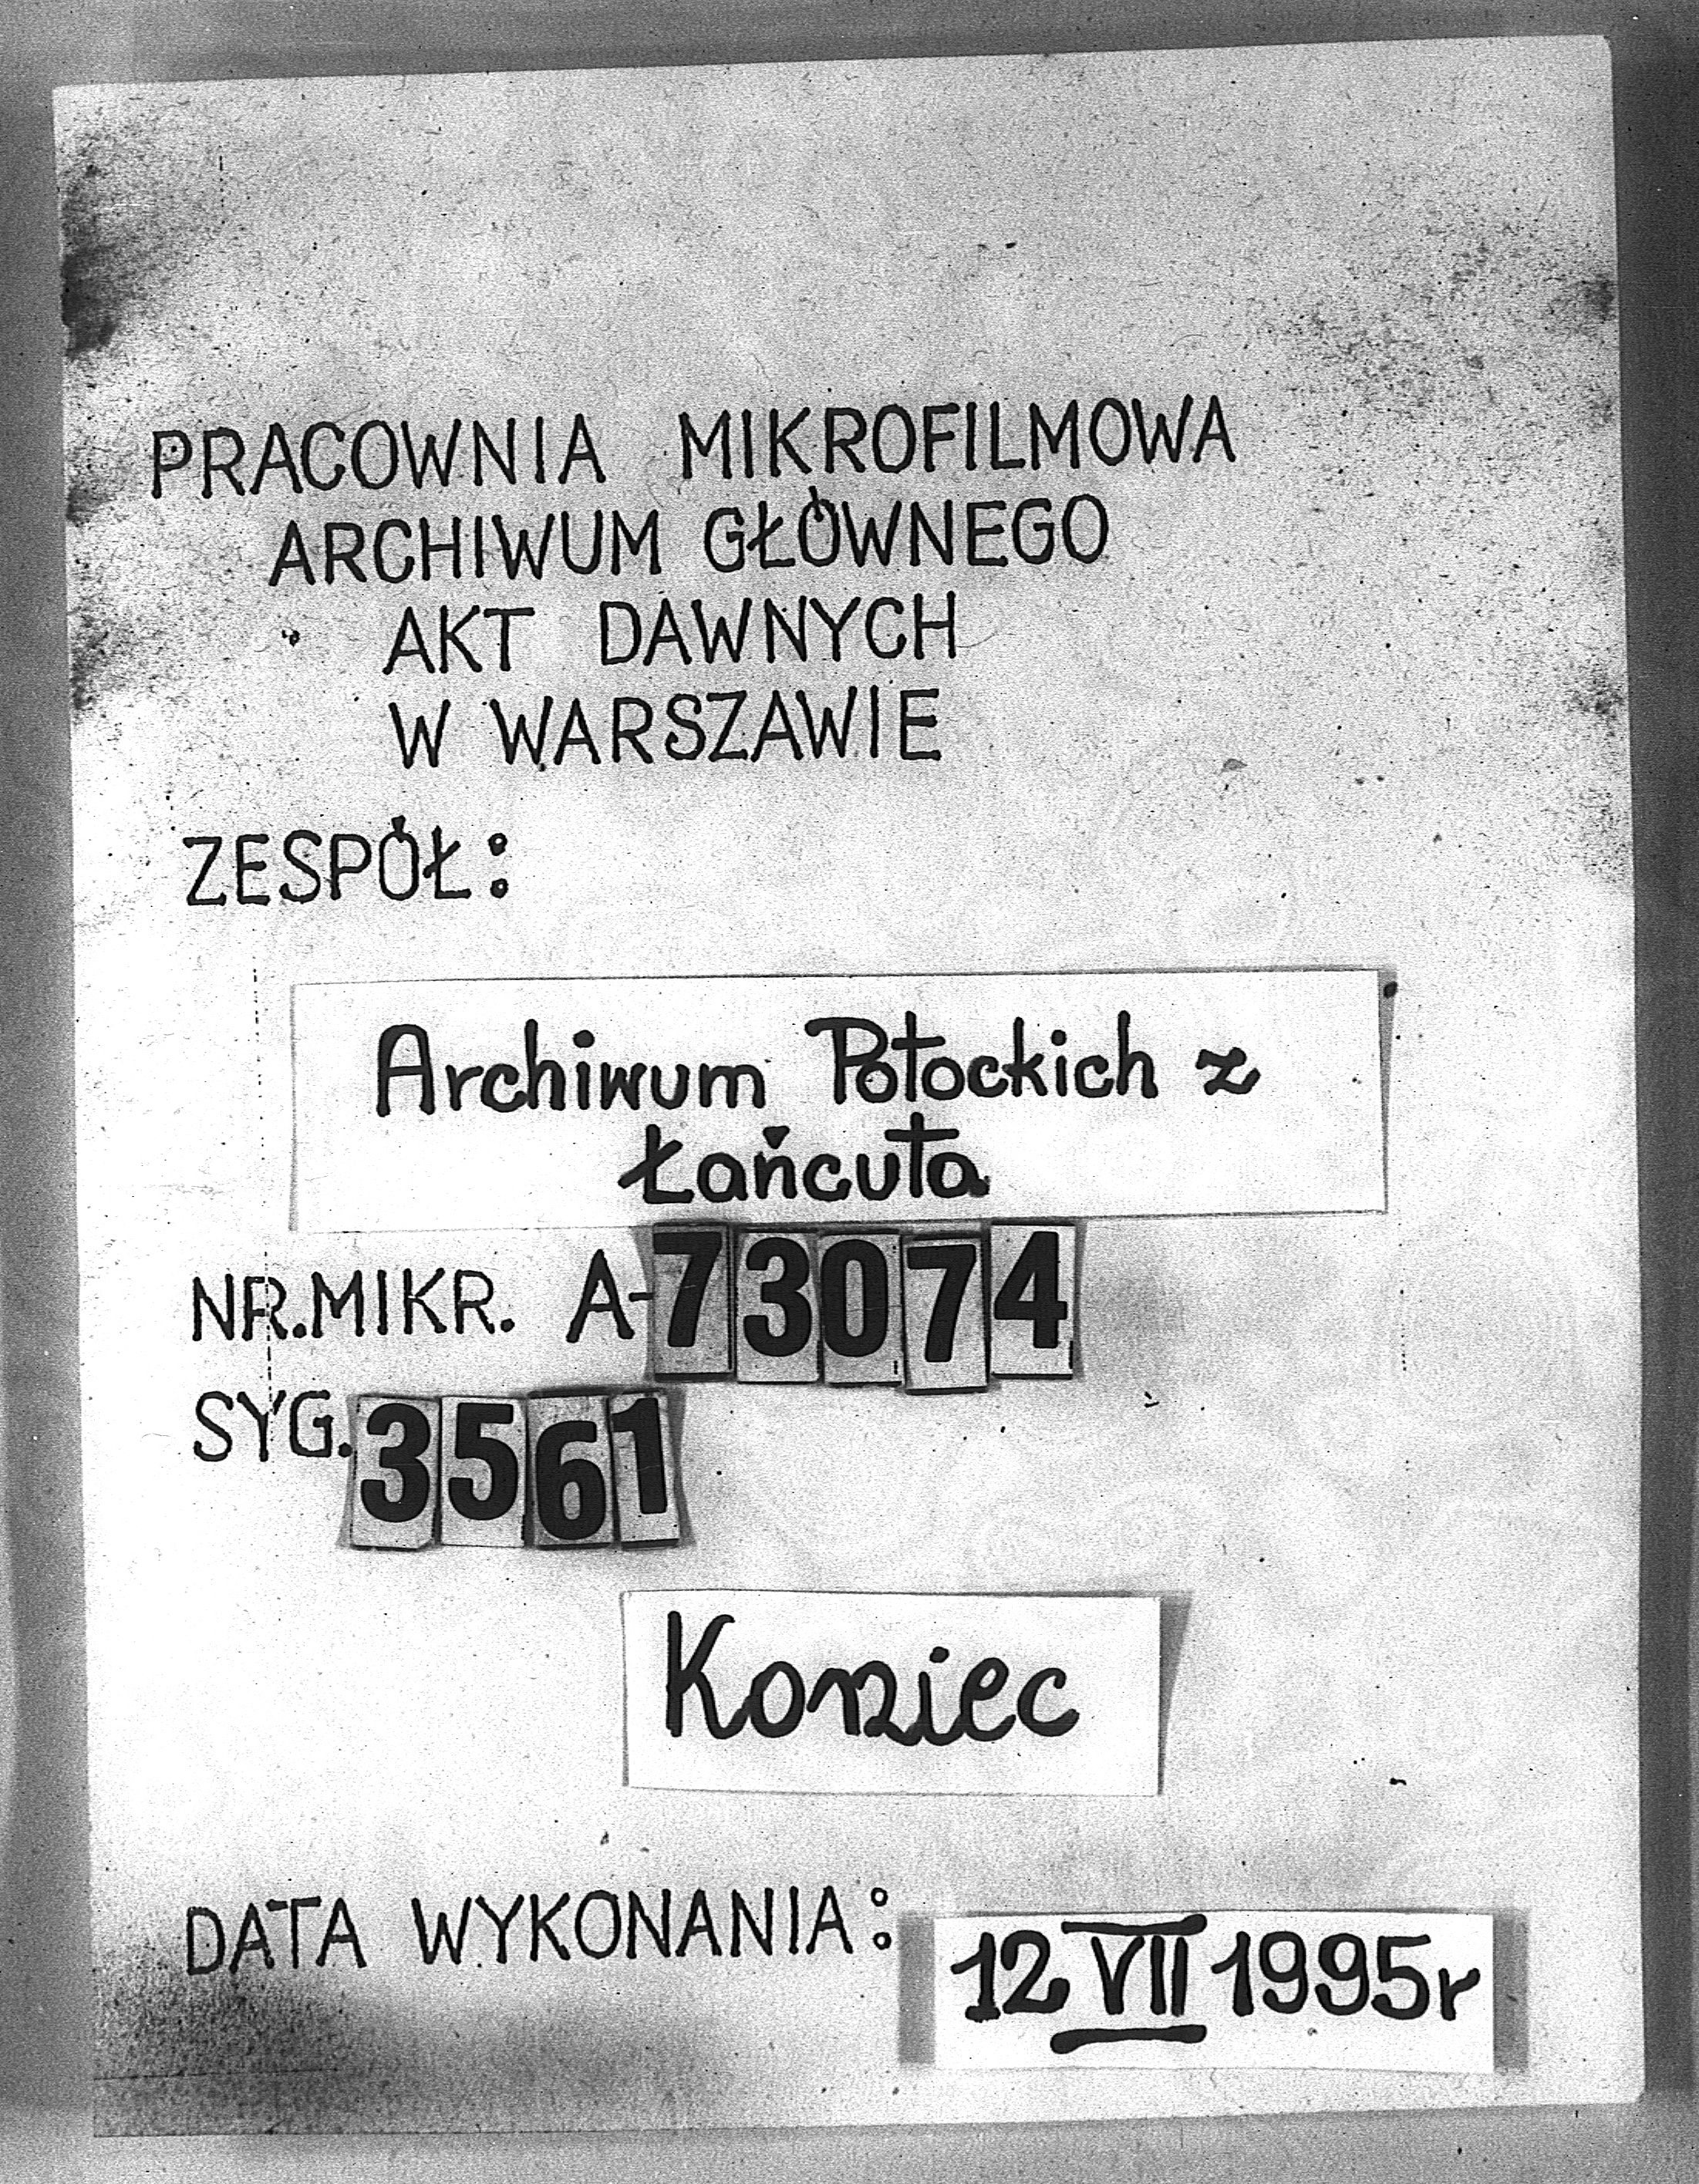 PRACOWNIA MIKROFILMOWA
ARCHIWUM GŁÓWNEGO
AKT DAWNYCH
W WARSZAWIE
ZESPÓŁ:
Archiwum Potockich z
Łańcuta
NR.MIKR. A-73074
SYG. 3561
Koniec
DATA WYKONANIA: 12 VII 1995r